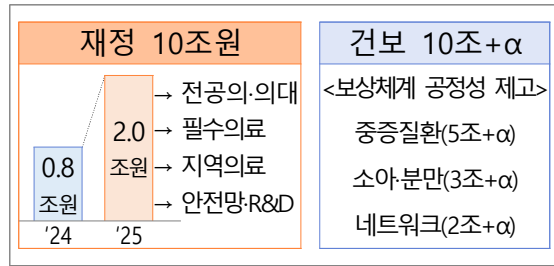 재정 10조원
0.8
조원
'24
2.0
조원
'25
→ 전공의·의대
→ 필수의료
→ 지역의료
→ 안전망·R&D
건보 10조+α
<보상체계 공정성 제고>
중증질환(5조+α)
소아·분만(3조+α)
네트워크(2조+α)